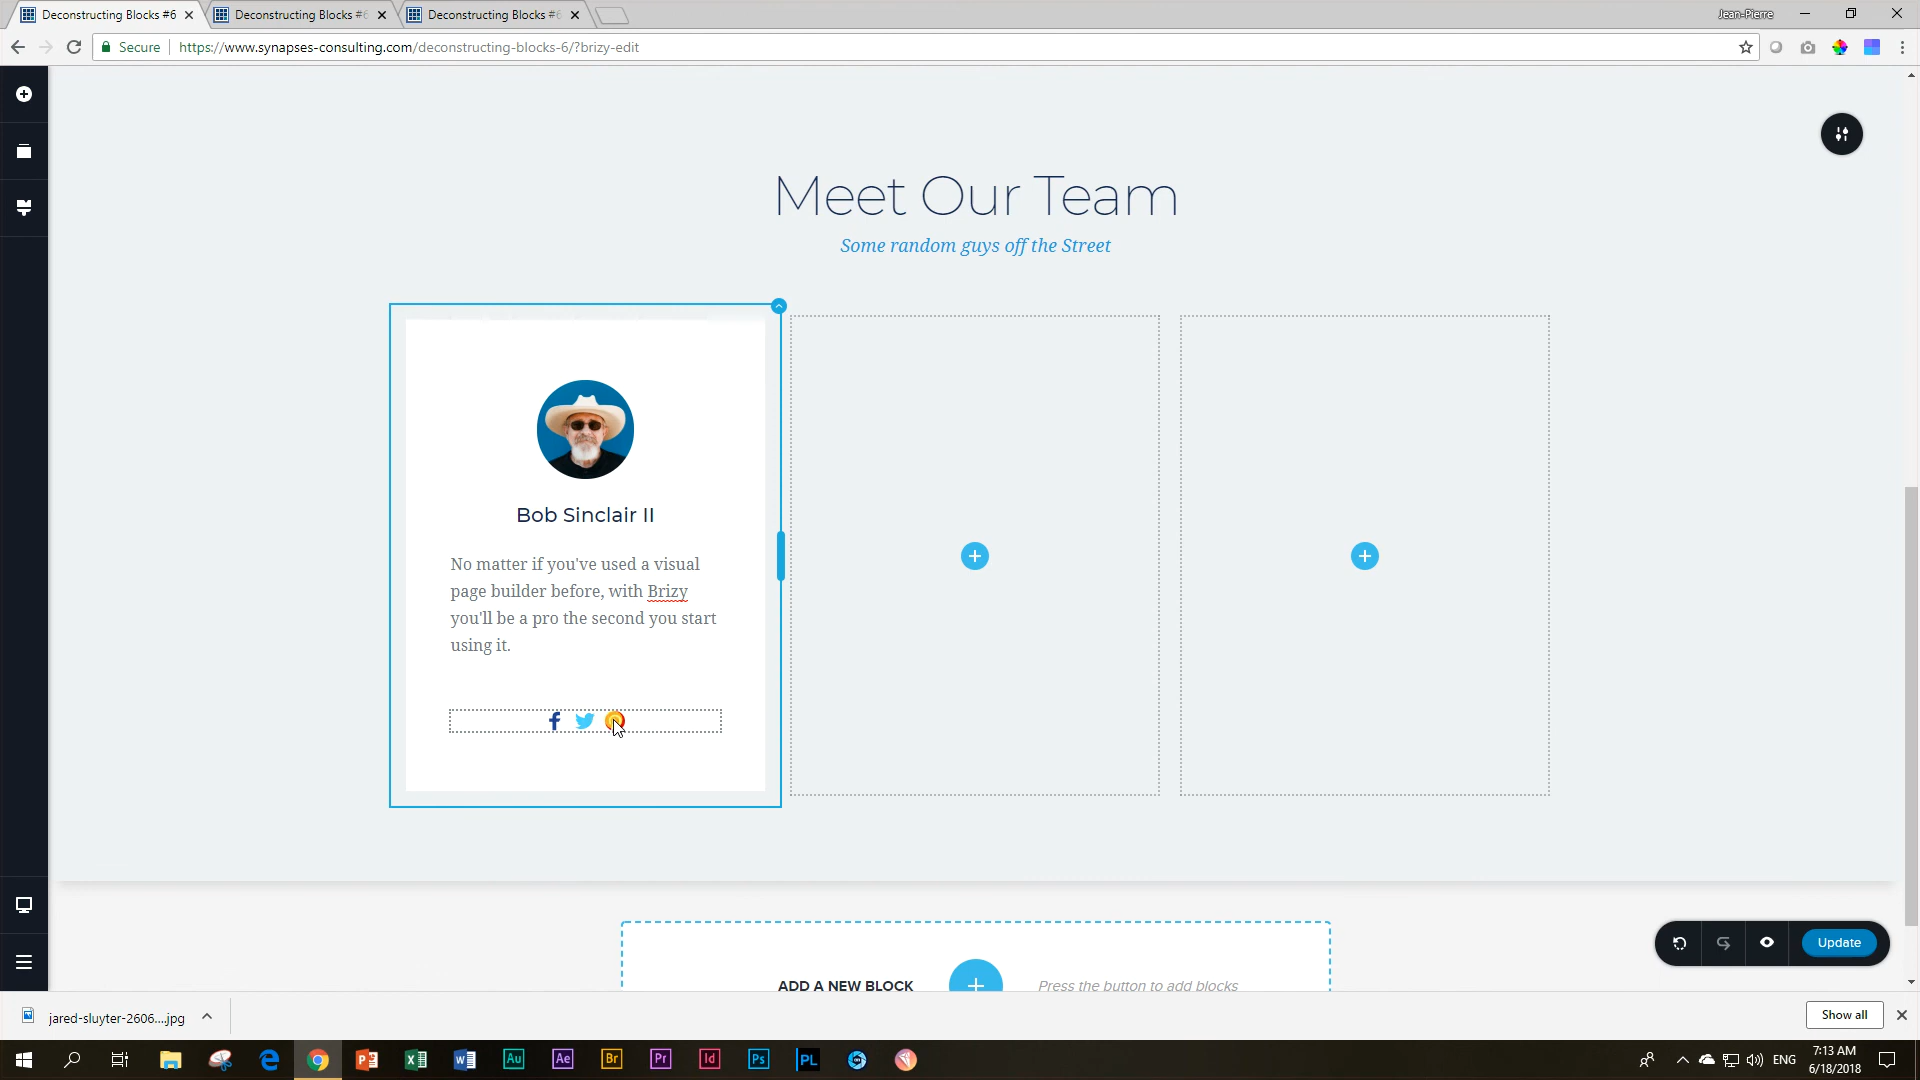 Deconstructing Blocks #6
Deconstructing Blocks #6
Deconstructing Blocks #6
Jean-Pierre
Secure
https://www.synapses-consulting.com/deconstructing-blocks-6/?brizy-edit
Meet Our Team
Some random guys off the Street
Bob Sinclair II
No matter if you've used a visual
page builder before, with Brizy
you'll be a pro the second you start
using it.
Update
ADD A NEW BLOCK
Press the button to add blocks
jared-sluyter-2606....jpg
Show all
Au
Ae
Br
Pr
Id
Ps
PL
ENG
7:13 AM
6/18/2018